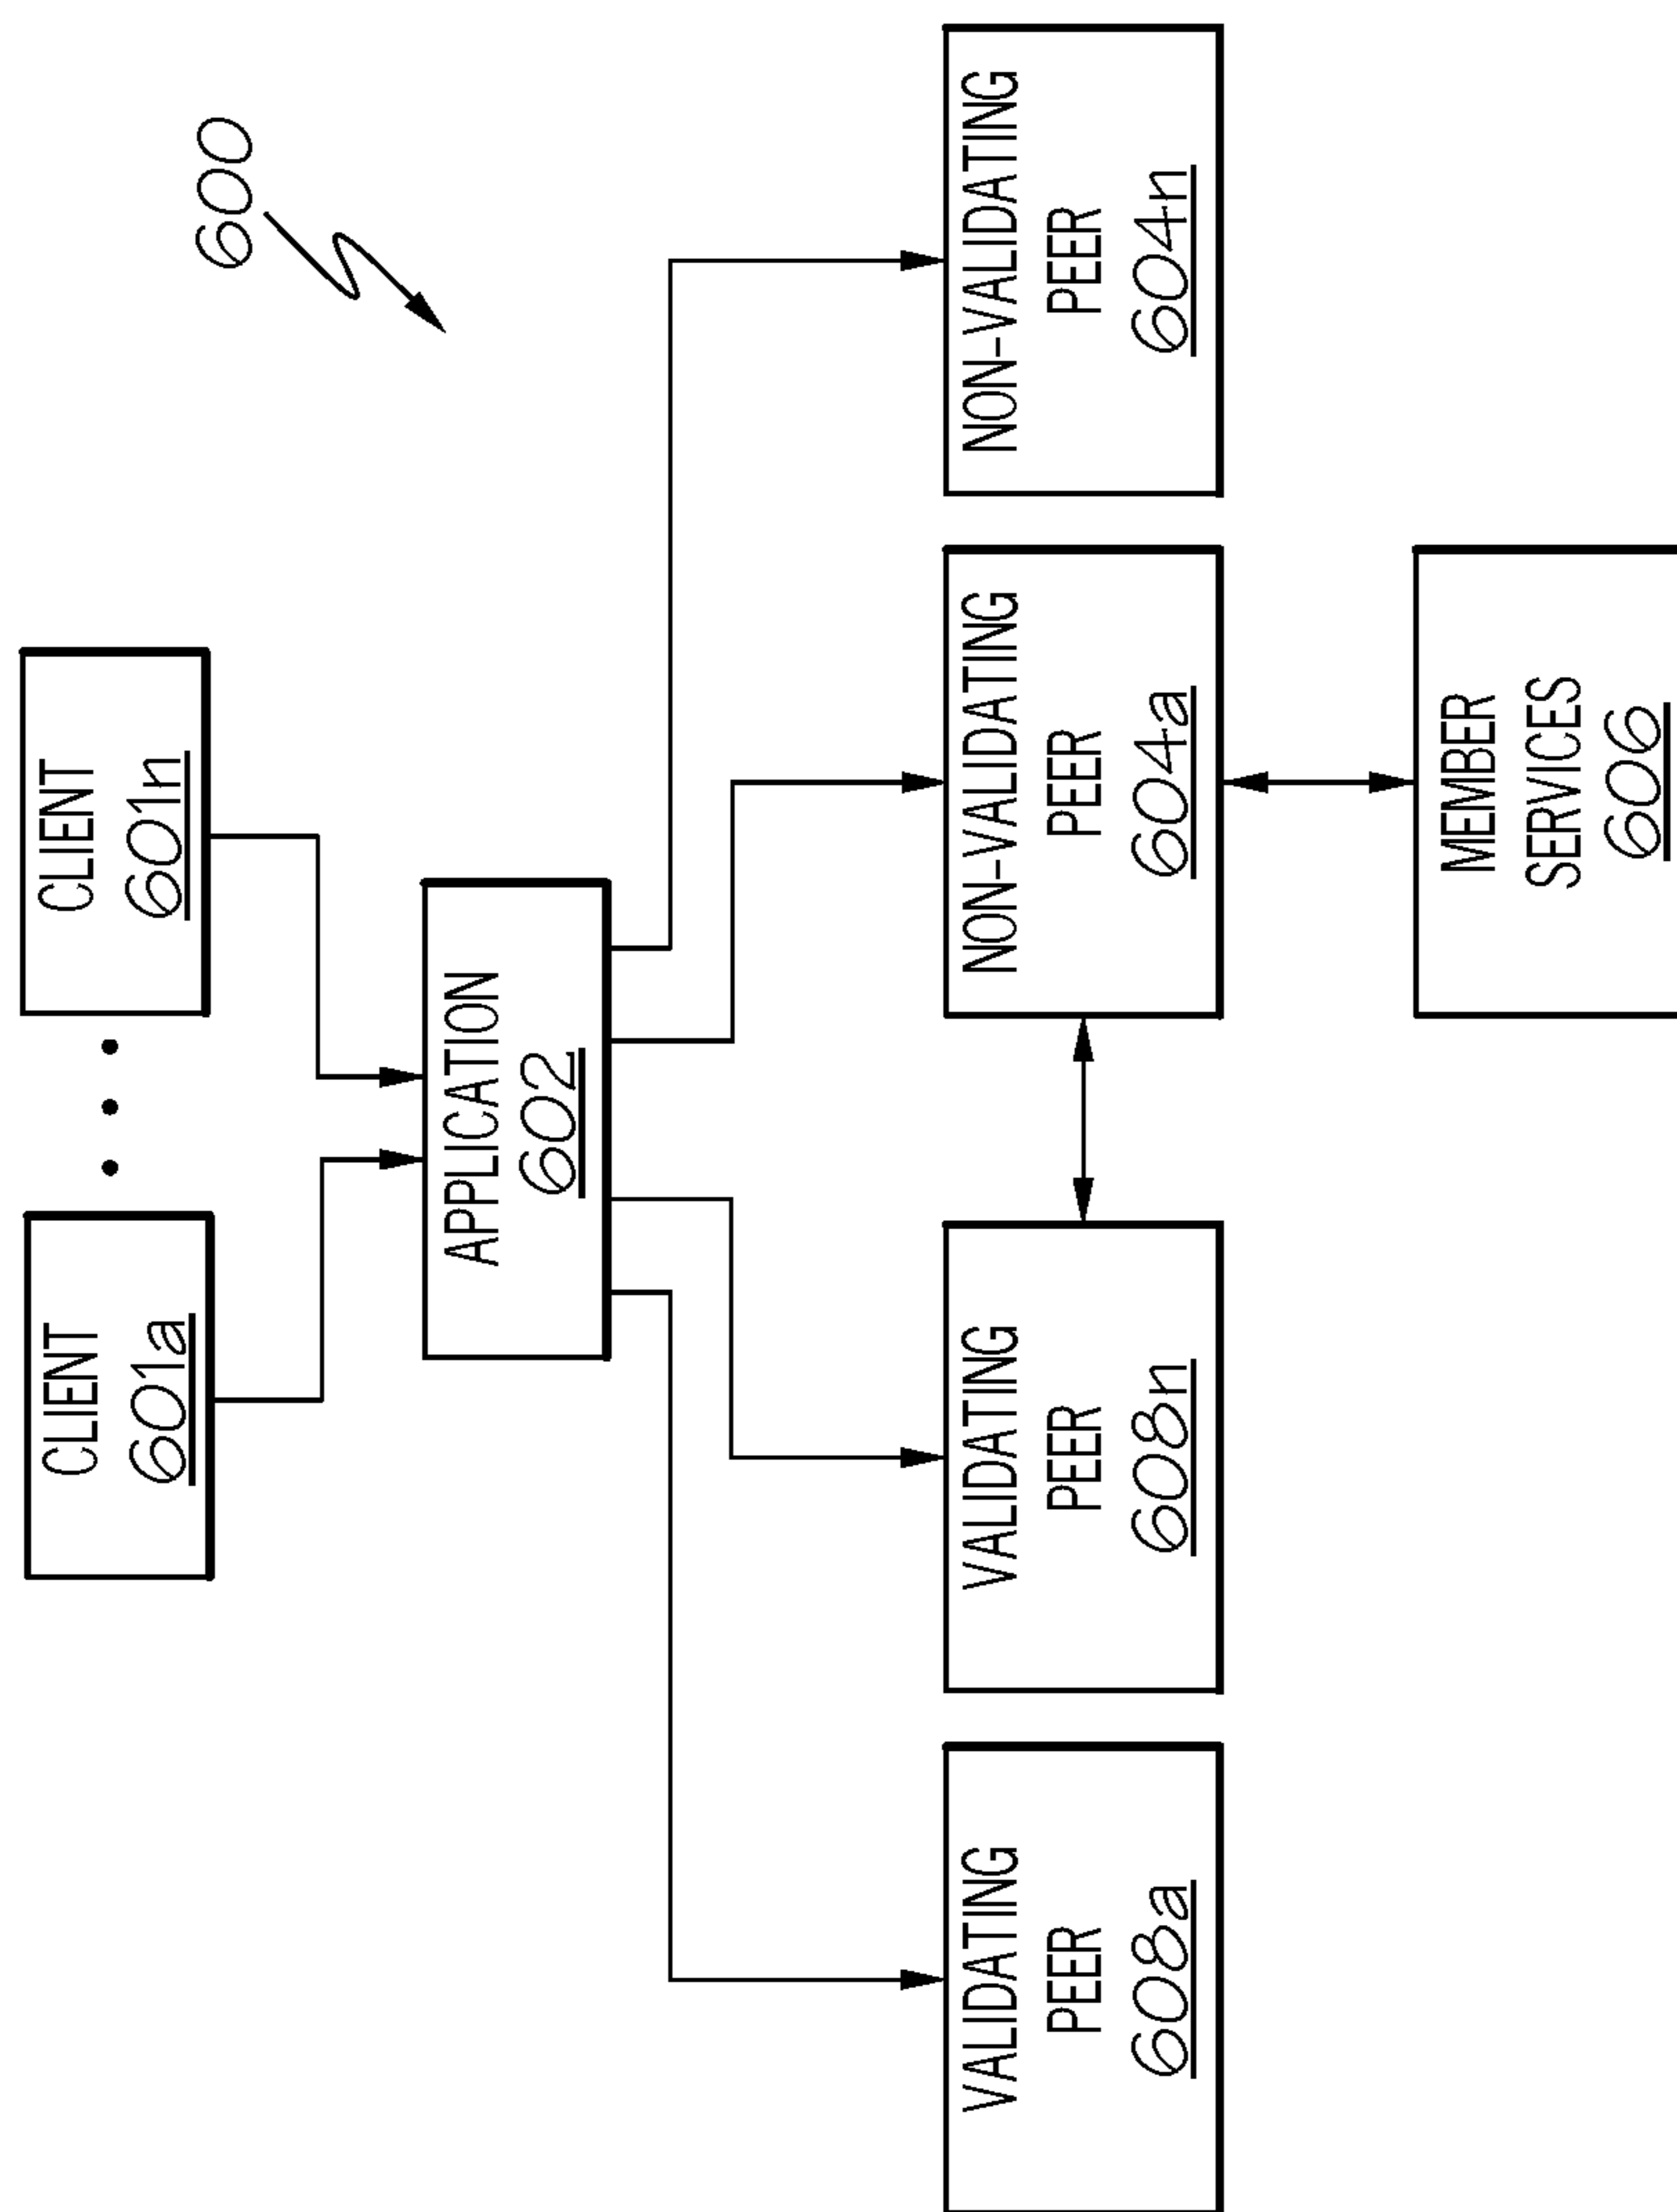 600
CLIENT
601a
CLIENT
601n
APPLICATION
602
VALIDATING
PEER
608a
VALIDATING
PEER
608n
NON-VALIDATING
PEER
604a
NON-VALIDATING
PEER
604n
MEMBER
SERVICES
606